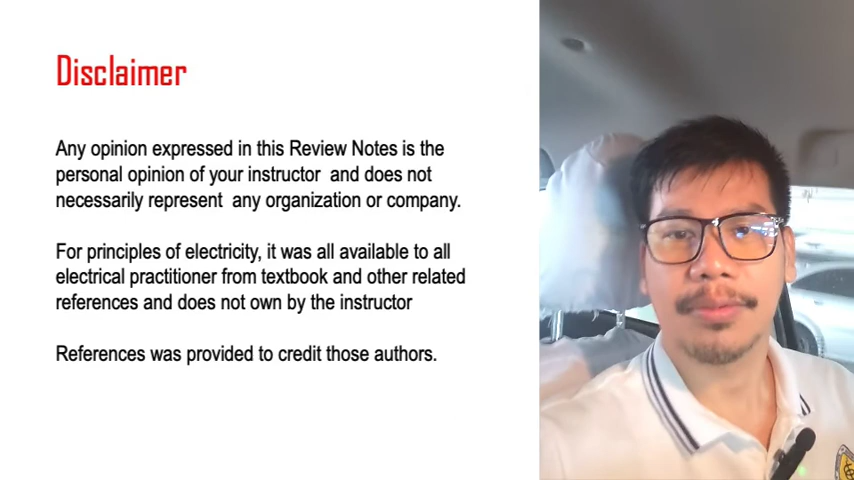 Disclaimer
Any opinion expressed in this Review Notes is the
personal opinion of your instructor and does not
necessarily represent any organization or company.
For principles of electricity, it was all available to all
electrical practitioner from textbook and other related
references and does not own by the instructor
References was provided to credit those authors.